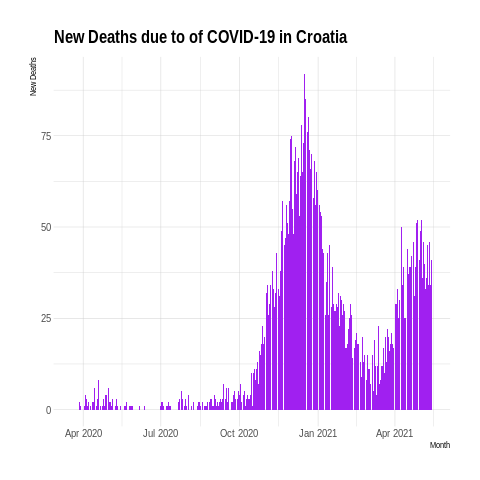 New Deaths due to of COVID-19 in Croatia
New Deaths
75
50
25
0
Apr 2020 Jul 2020 Oct 2020 Jan 2021 Apr 2021
Month